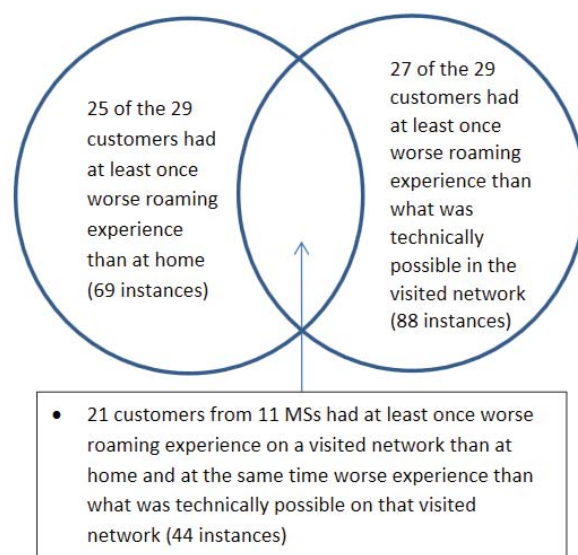 25 of the 29
customers had
at least once
worse roaming
experience
than at home
(69 instances)
27 of the 29
customers had
at least once
worse roaming
experience than
what was
technically
possible in the
visited network
(88 instances)
• 21 customers from 11 MSs had at least once worse
roaming experience on a visited network than at
home and at the same time worse experience than
what was technically possible on that visited
network (44 instances)